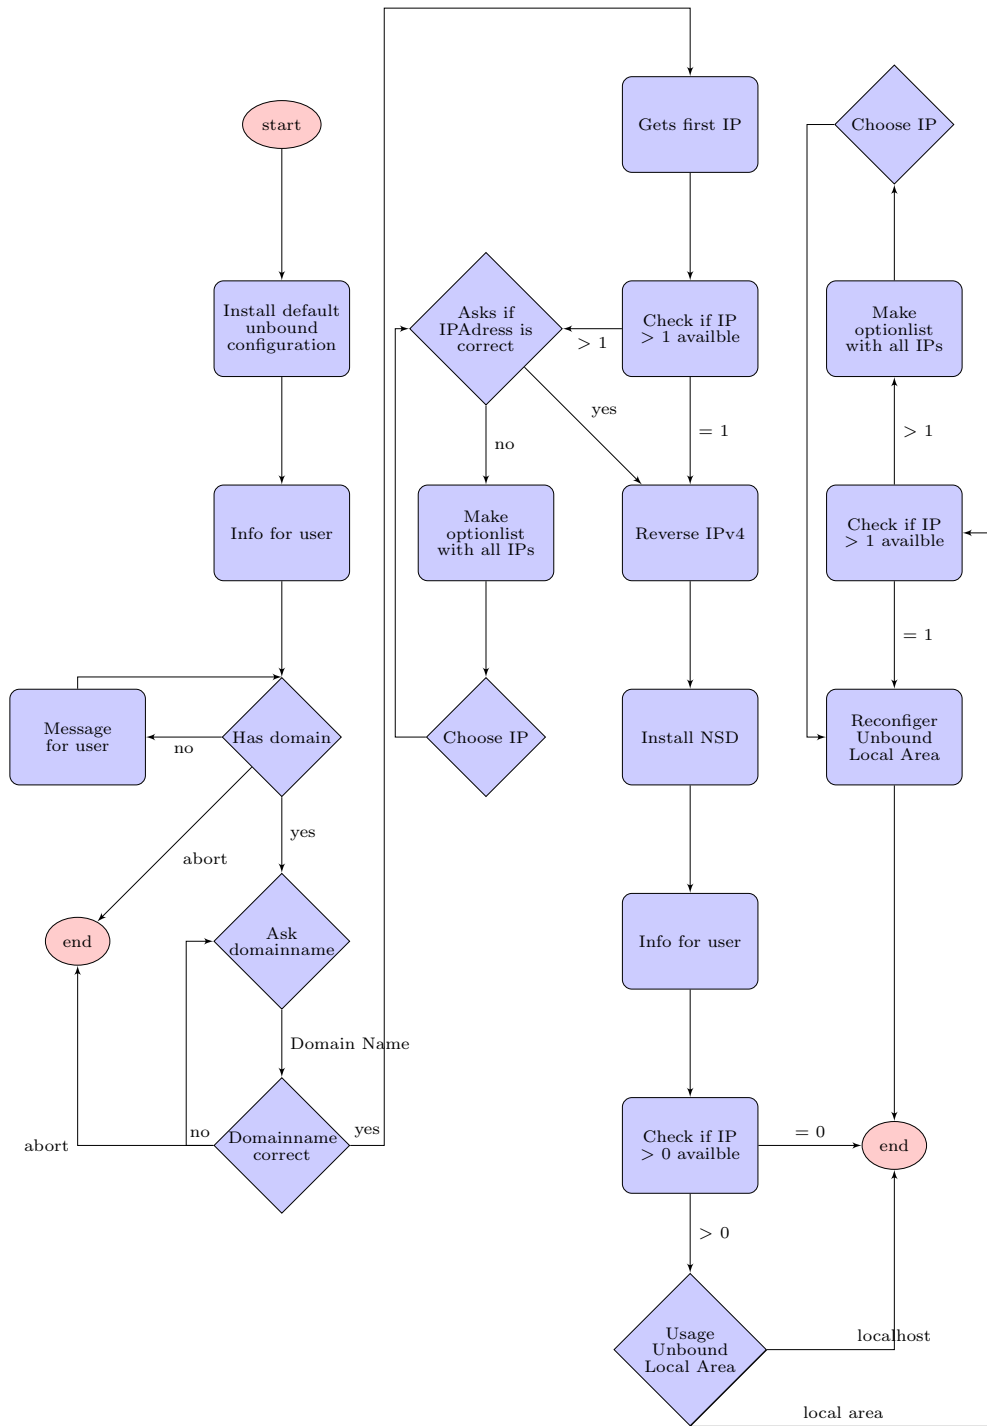 start
Install default
unbound
configuration
Info for user
Message
for user
no
Has domain
yes
abort
end
Ask
domainname
Domain Name
abort
no
Domainname
correct
yes
Gets first IP
Asks if
IPAdress is
correct
> 1
Check if IP
> 1 availble
yes
= 1
no
Make
optionlist
with all IPs
Reverse IPv4
Choose IP
Install NSD
Info for user
Check if IP
> 0 availble
= 0
end
> 0
Usage
Unbound
Local Area
localhost
local area
Choose IP
Make
optionlist
with all IPs
> 1
Check if IP
> 1 availble
= 1
Reconfiger
Unbound
Local Area